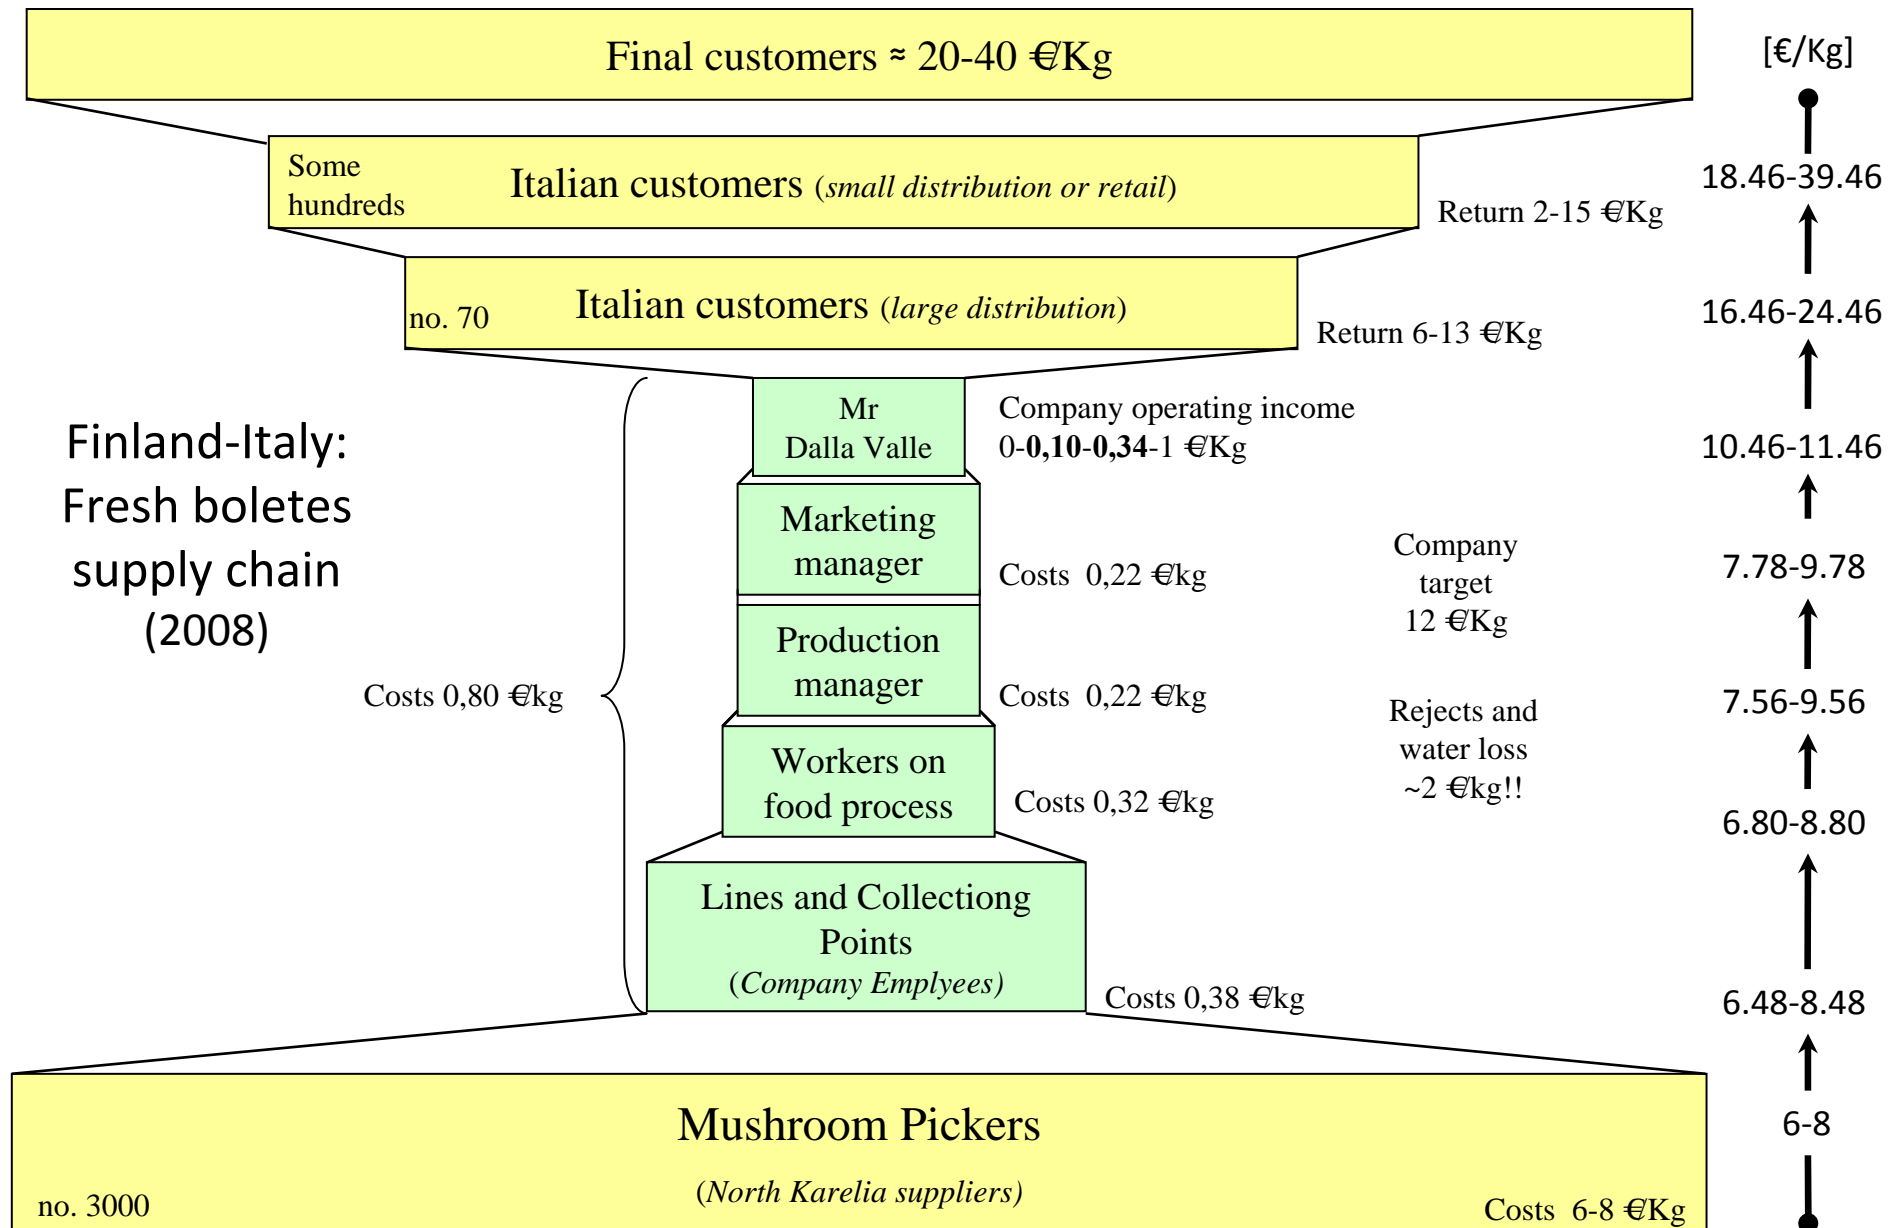 Final customers ≈ 20-40 €/Kg
[€/Kg]
Some
hundreds
Italian customers (small distribution or retail)
18.46-39.46
Return 2-15 €/Kg
no. 70
Italian customers (large distribution)
16.46-24.46
Return 6-13 €/Kg
Mr
Dalla Valle
Company operating income
0-0,10-0,34-1 €/Kg
10.46-11.46
Finland-Italy:
Fresh boletes
supply chain
(2008)
Marketing
manager
Costs 0,22 €/kg
Company
target
12 €/Kg
7.78-9.78
Costs 0,80 €/kg
Production
manager
Costs 0,22 €/kg
Rejects and
water loss
~2 €/kg!!
7.56-9.56
Workers on
food process
Costs 0,32 €/kg
6.80-8.80
Lines and Collectiong
Points
(Company Emplyees)
Costs 0,38 €/kg
6.48-8.48
Mushroom Pickers
(North Karelia suppliers)
no. 3000
Costs 6-8 €/Kg
6-8